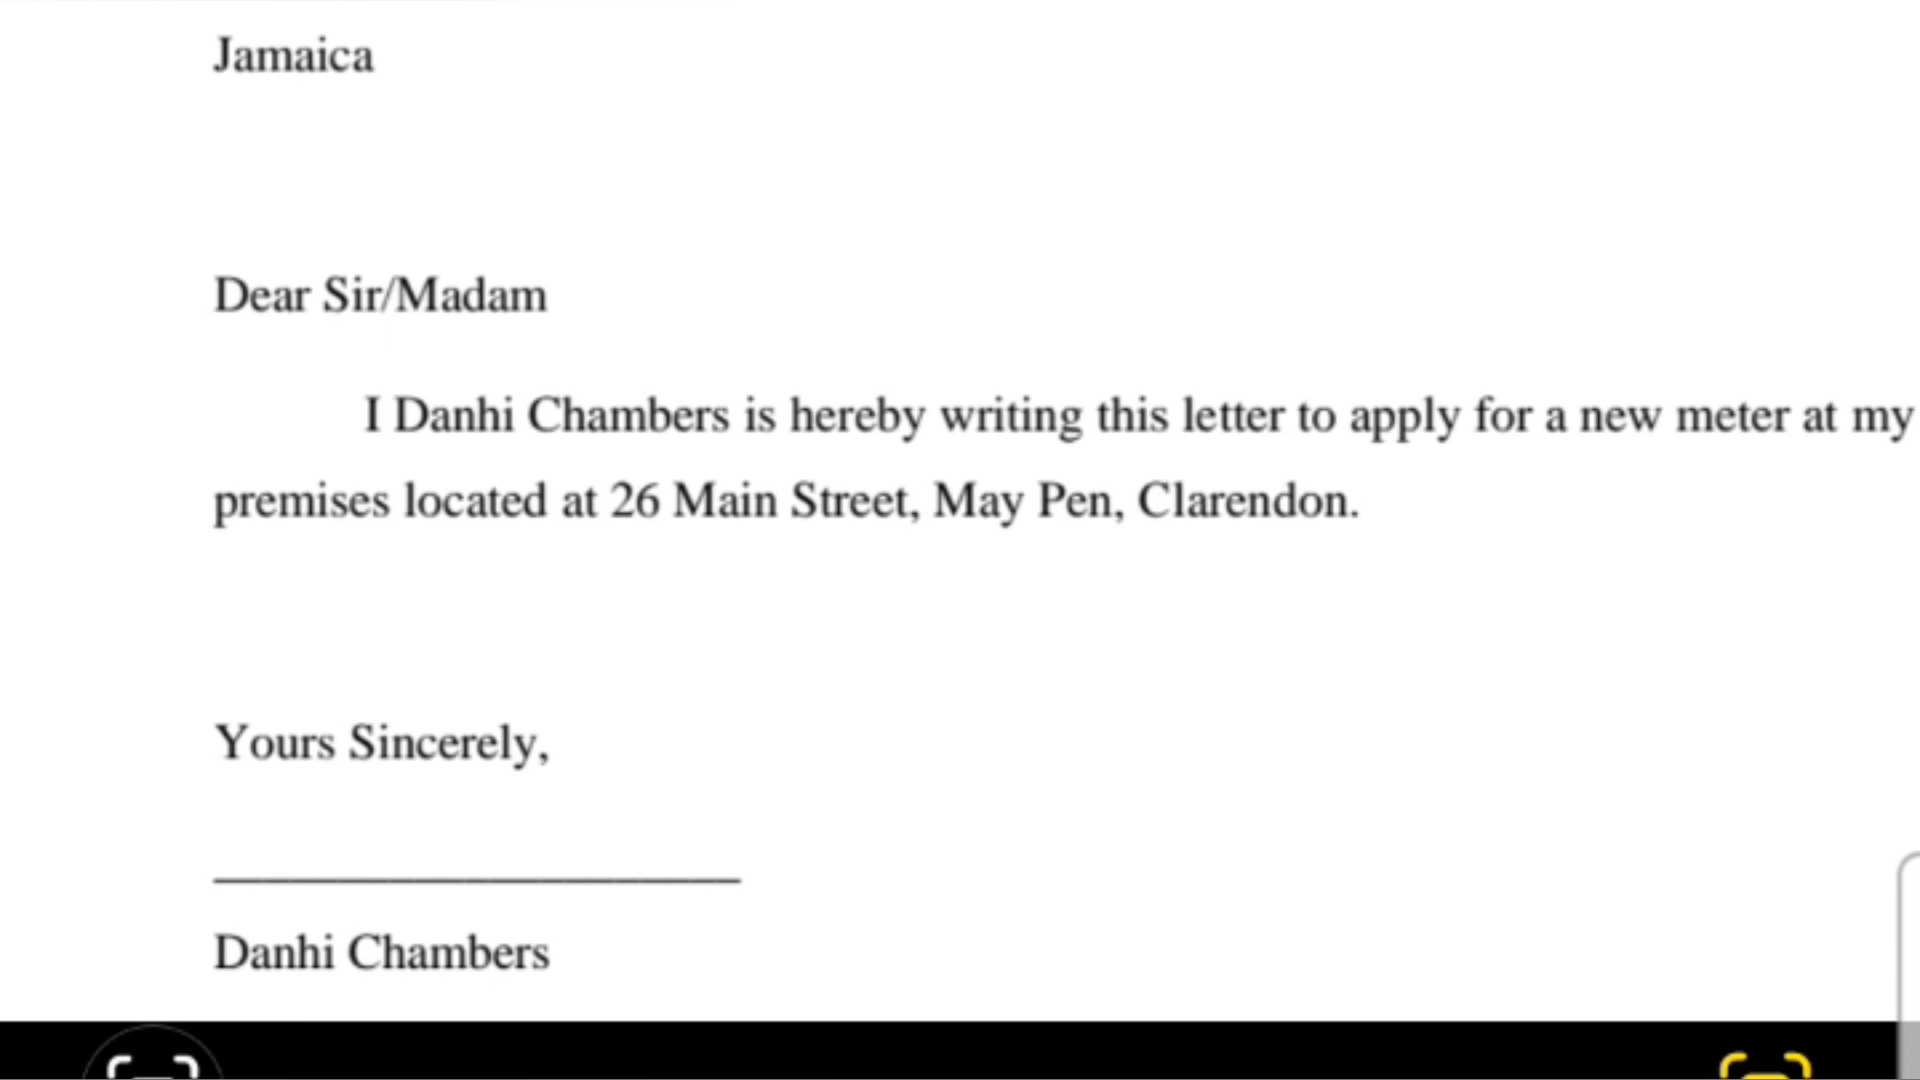 Jamaica
Dear Sir/Madam
I Danhi Chambers is hereby writing this letter to apply for a new meter at my
premises located at 26 Main Street, May Pen, Clarendon.
Yours Sincerely,
Danhi Chambers